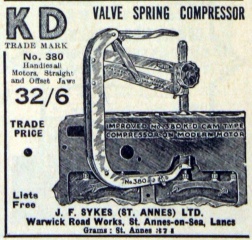 KD
VALVE SPRING COMPRESSOR
TRADE MARK
No. 380
Handles all
Motors, Straight
and Offset Jaws
32/6
TRADE
PRICE
IMPROVED No. 380 K.D. CAM TYPE
COMPRESSOR ON MODERN MOTOR
No 380
Lists
Free
J. F. SYKES (ST. ANNES) LTD.
Warwick Road Works, St. Annes-on-Sea, Lancs
Grams : St. Annes